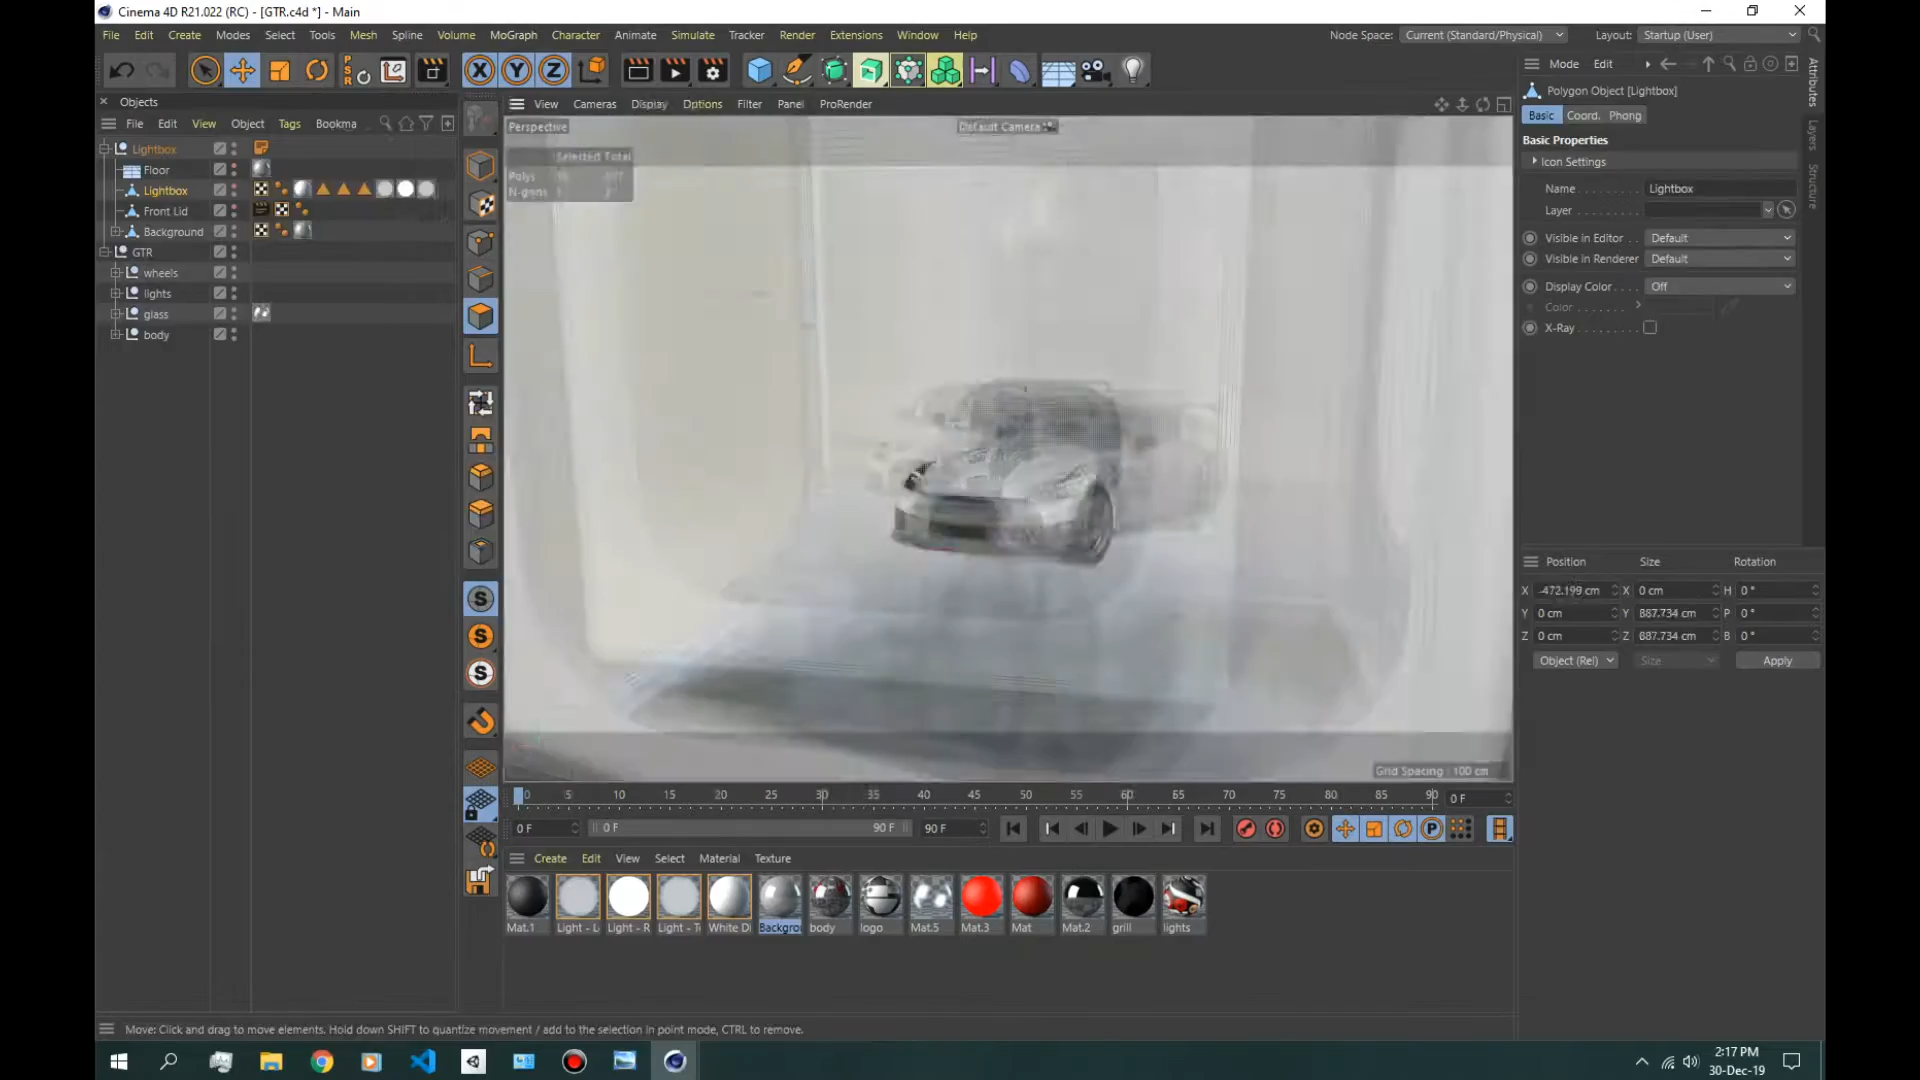 Cinema 4D R21.022 (RC) - [GTR.c4d *] - Main
File Edit Create Modes Select Tools Mesh Spline Volume MoGraph Character Animate Simulate Tracker Render Extensions Window Help
Node Space: Current (Standard/Physical) Layout: Startup (User)
Objects
File Edit View Object Tags Bookma
Lightbox
Floor
Lightbox
Front Lid
Background
GTR
wheels
lights
glass
body
View Cameras Display Options Filter Panel ProRender
Perspective
Default Camera
Selected Total
Polys
N-gons
Grid Spacing : 100 cm
Mode Edit
Polygon Object [Lightbox]
Basic Coord. Phong
Basic Properties
Icon Settings
Name Lightbox
Layer
Visible in Editor Default
Visible in Renderer Default
Display Color Off
Color
X-Ray
Attributes
Layers
Structure
Position Size Rotation
X -472.199 cm X 0 cm H 0 °
Y 0 cm Y 887.734 cm P 0 °
Z 0 cm Z 687.734 cm B 0 °
Object (Rel) Size Apply
0 5 10 15 20 25 30 35 40 45 50 55 60 65 70 75 80 85 90 0 F
0 F 0 F 90 F 90 F
Create Edit View Select Material Texture
Mat.1 Light - L Light - R Light - T White Di Backgro body logo Mat.5 Mat.3 Mat Mat.2 grill lights
Move: Click and drag to move elements. Hold down SHIFT to quantize movement / add to the selection in point mode, CTRL to remove.
2:17 PM
30-Dec-19